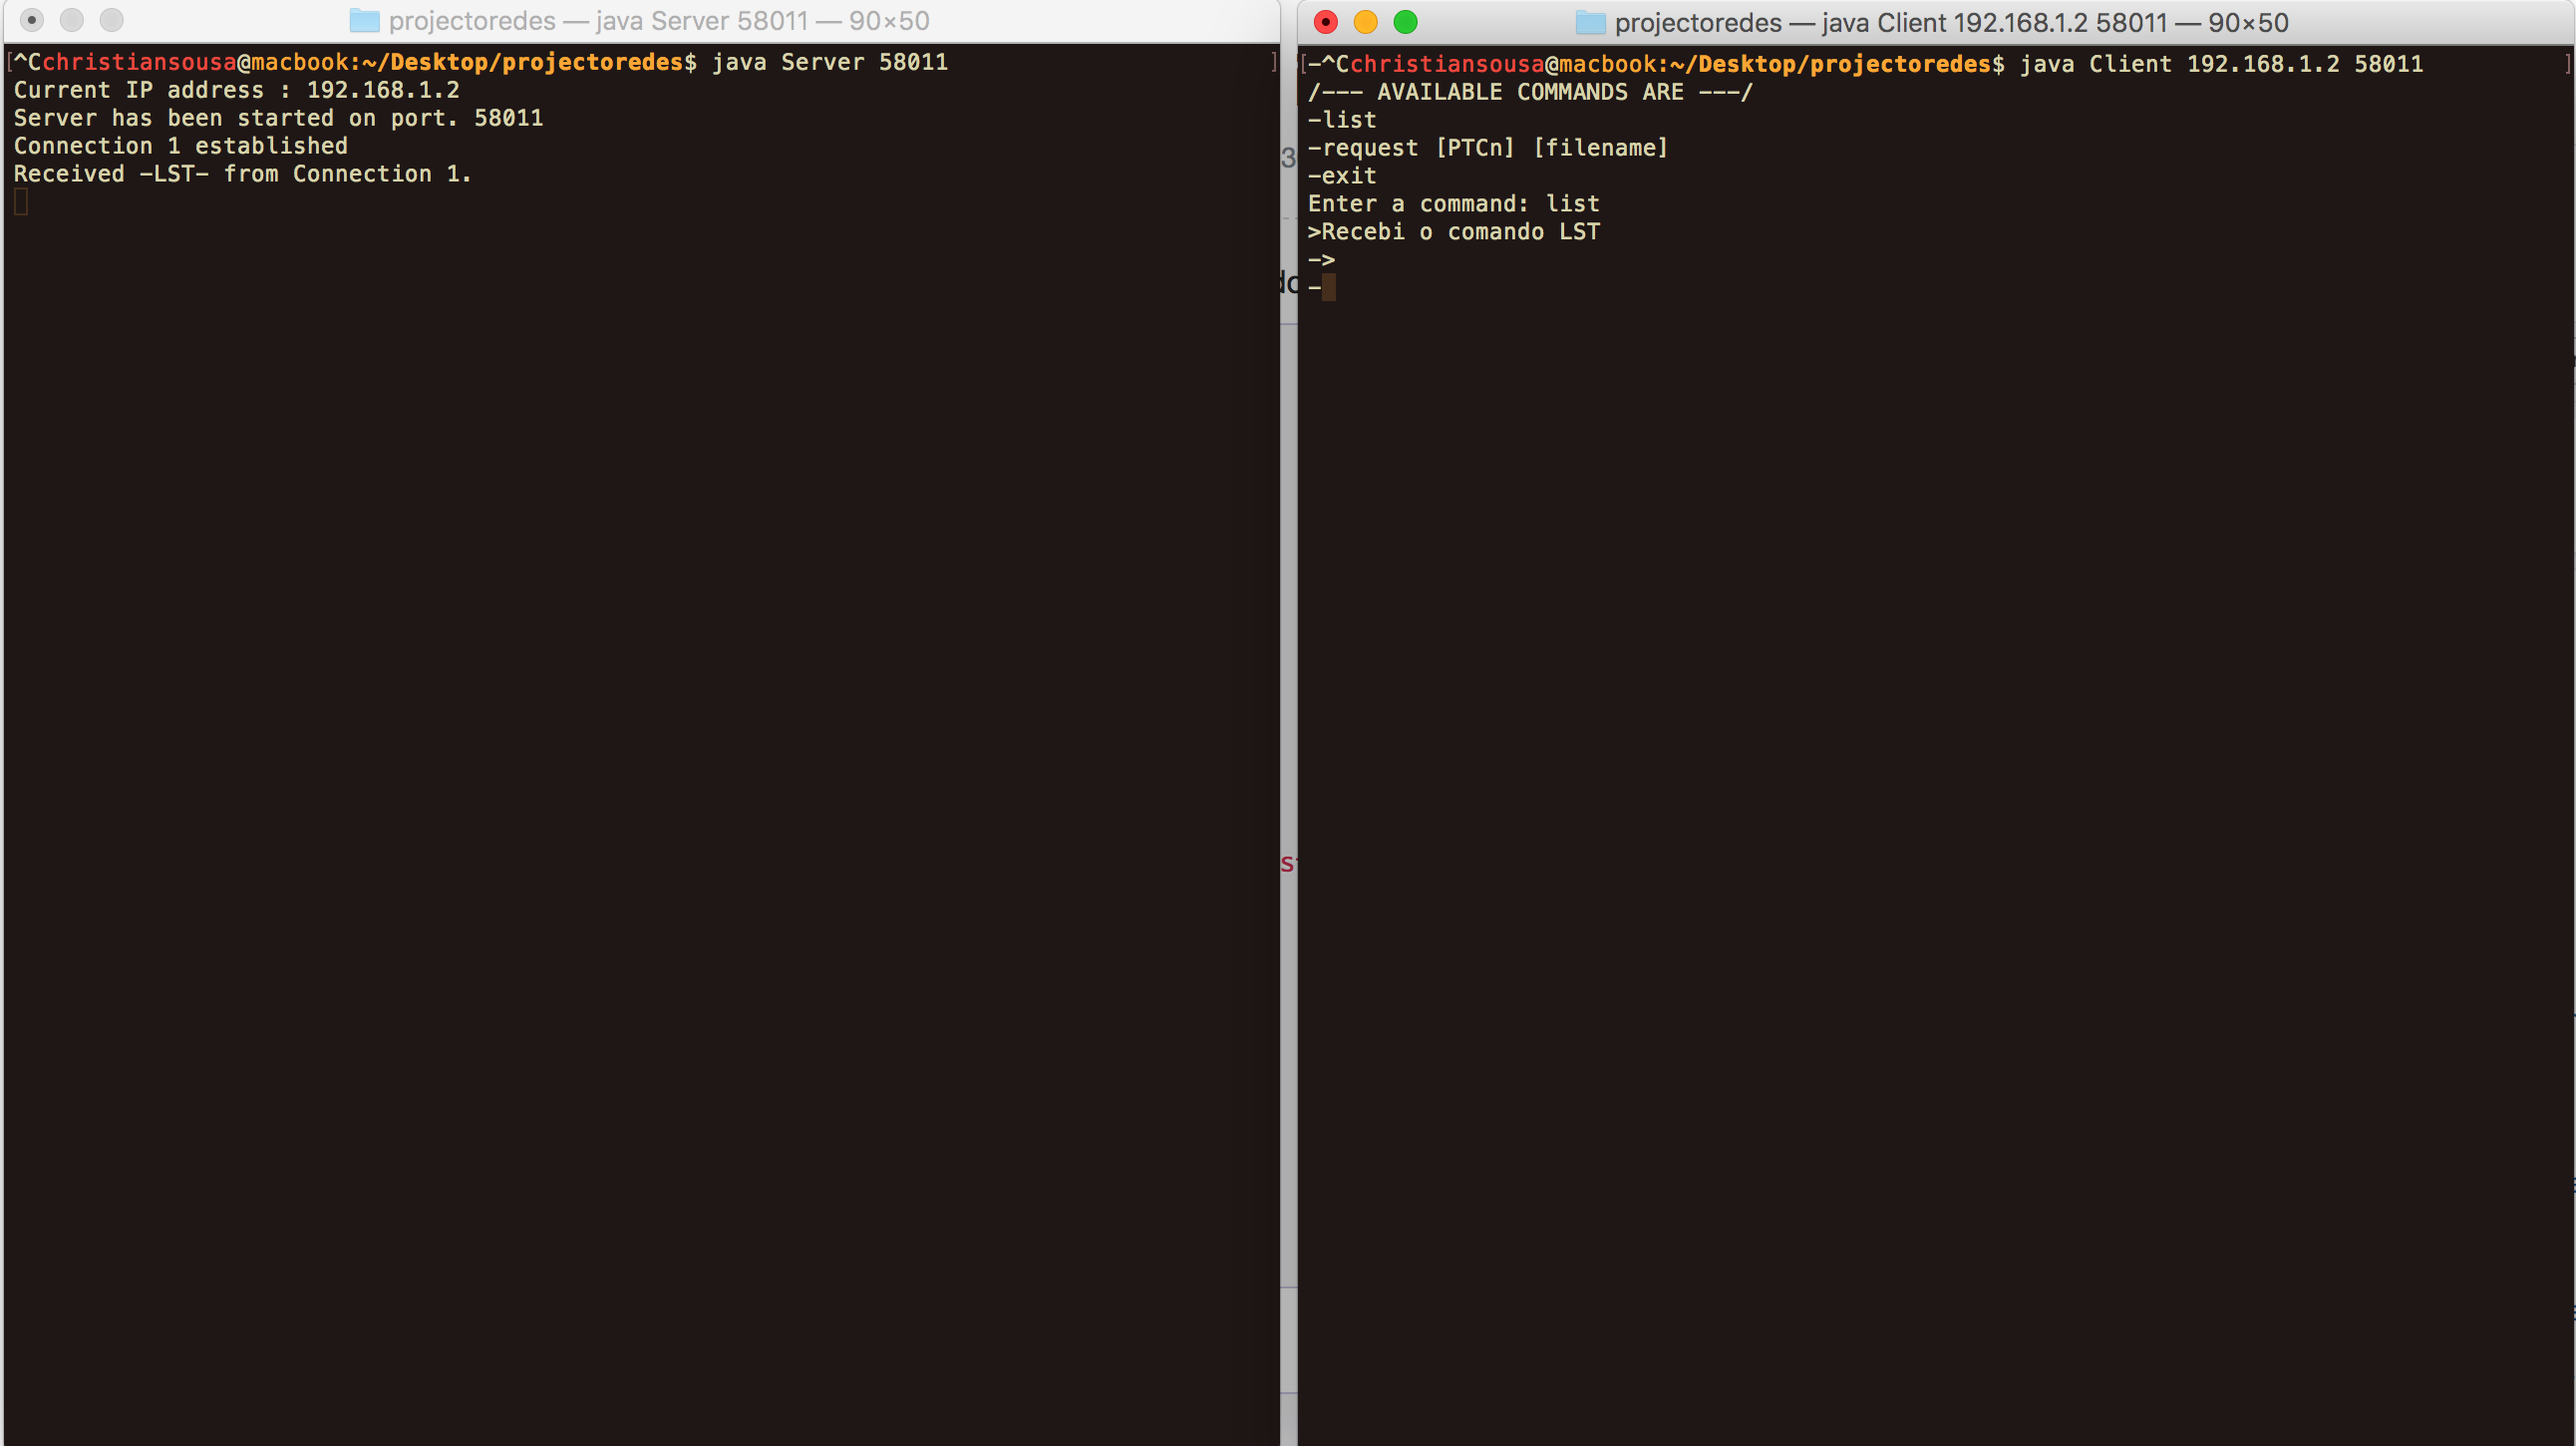 projectoredes — java Server 58011 — 90×50
^Cchristiansousa@macbook:~/Desktop/projectoredes$ java Server 58011
Current IP address : 192.168.1.2
Server has been started on port. 58011
Connection 1 established
Received -LST- from Connection 1.
projectoredes — java Client 192.168.1.2 58011 — 90×50
-^Cchristiansousa@macbook:~/Desktop/projectoredes$ java Client 192.168.1.2 58011
/--- AVAILABLE COMMANDS ARE ---/
-list
-request [PTCn] [filename]
-exit
Enter a command: list
>Recebi o comando LST
->
-